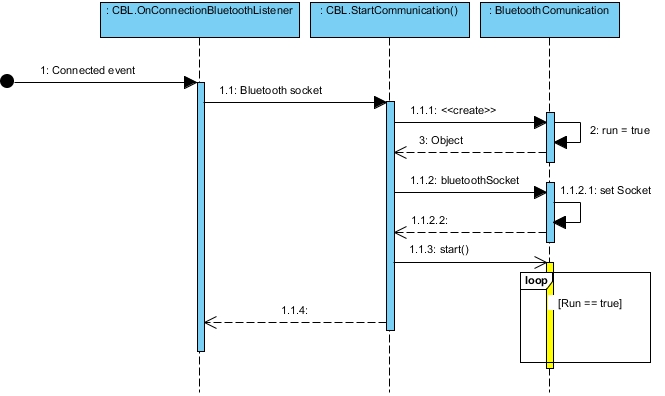 : CBL.OnConnectionBluetoothListener
: CBL.StartCommunication()
: BluetoothComunication
1: Connected event
1.1: Bluetooth socket
1.1.1: <<create>>
2: run = true
3: Object
1.1.2: bluetoothSocket
1.1.2.1: set Socket
1.1.2.2:
1.1.3: start()
loop
[Run == true]
1.1.4: